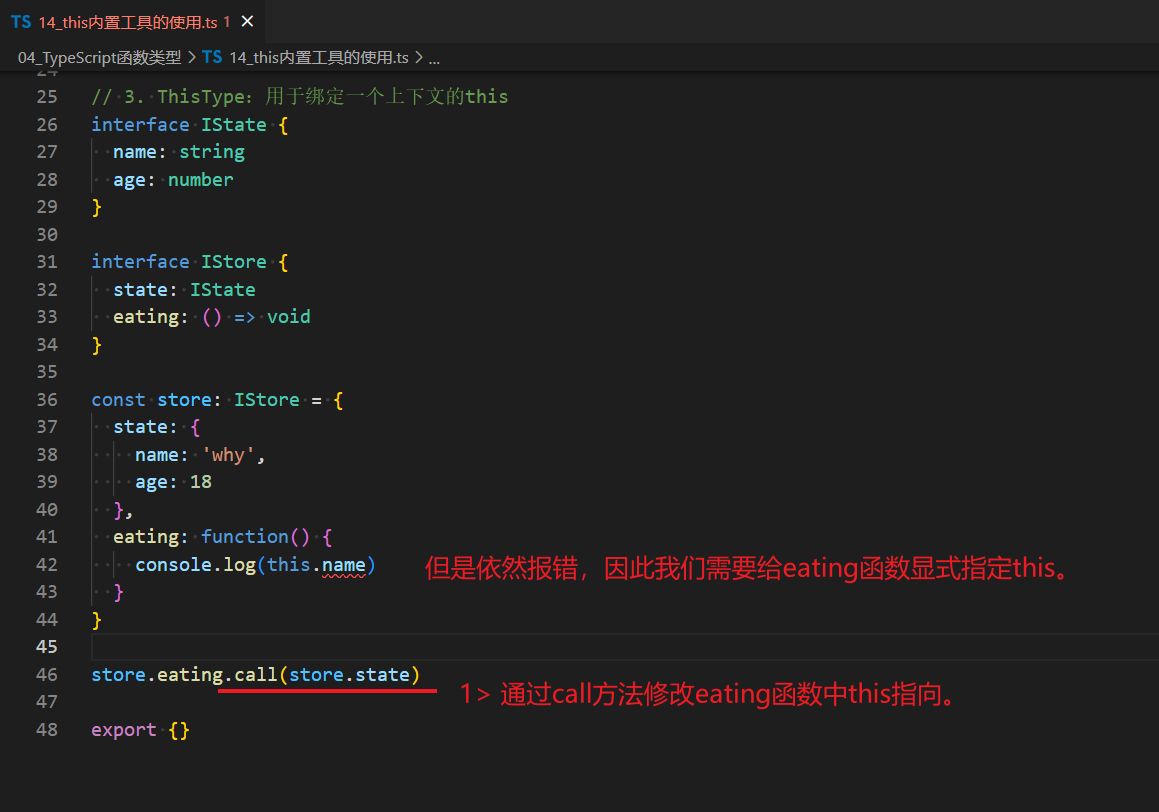 TS 14_this内置工具的使用.ts 1 ×
04_TypeScript函数类型 > TS 14_this内置工具的使用.ts > ...
24
25 // 3. ThisType: 用于绑定一个上下文的this
26 interface IState {
27 name: string
28 age: number
29 }
30
31 interface IStore {
32 state: IState
33 eating: () => void
34 }
35
36 const store: IStore = {
37 state: {
38 name: 'why',
39 age: 18
40 },
41 eating: function() {
42 console.log(this.name) 但是依然报错，因此我们需要给eating函数显式指定this。
43 }
44 }
45
46 store.eating.call(store.state) 1> 通过call方法修改eating函数中this指向。
47
48 export {}